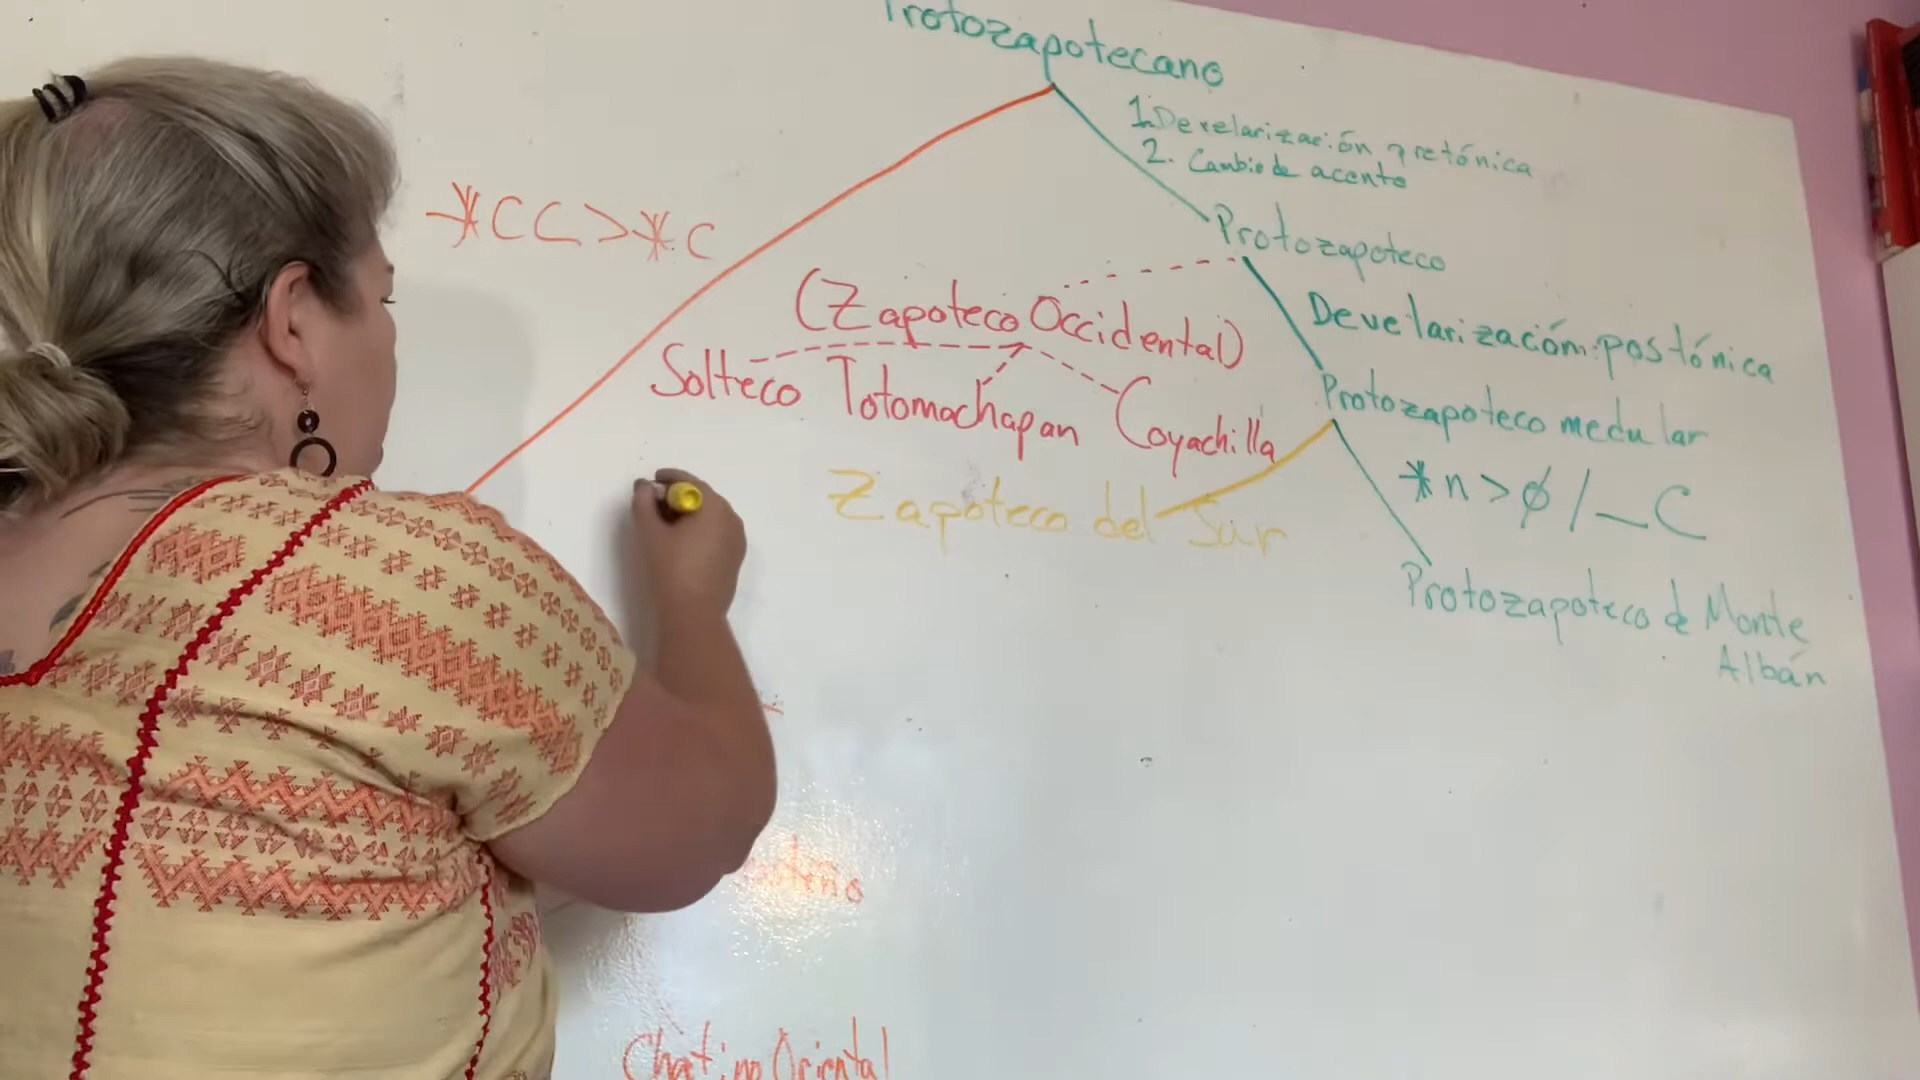 Protozapotecano
1. Develarización pretónica
2. Cambio de acento
*CC>*C
Protozapoteco
(Zapoteco Occidental)
Develarización postónica
Solteco Totomachapan Coyachilla
Protozapoteco medular
Zapoteco del Sur
*n>ø/_C
Protozapoteco de Monte
Albán
Chatino Oriental